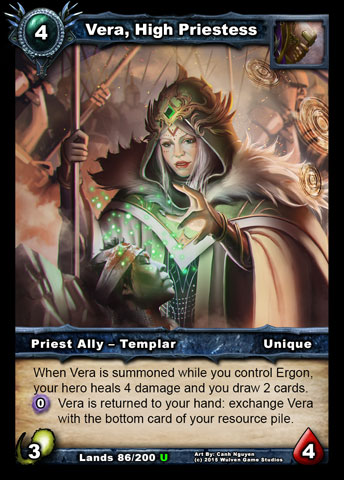 4
Vera, High Priestess
Priest Ally – Templar Unique
When Vera is summoned while you control Ergon,
your hero heals 4 damage and you draw 2 cards.
0 Vera is returned to your hand: exchange Vera
with the bottom card of your resource pile.
3
Lands 86/200 U
Art By: Canh Nguyen
(c) 2015 Wulven Game Studios
4